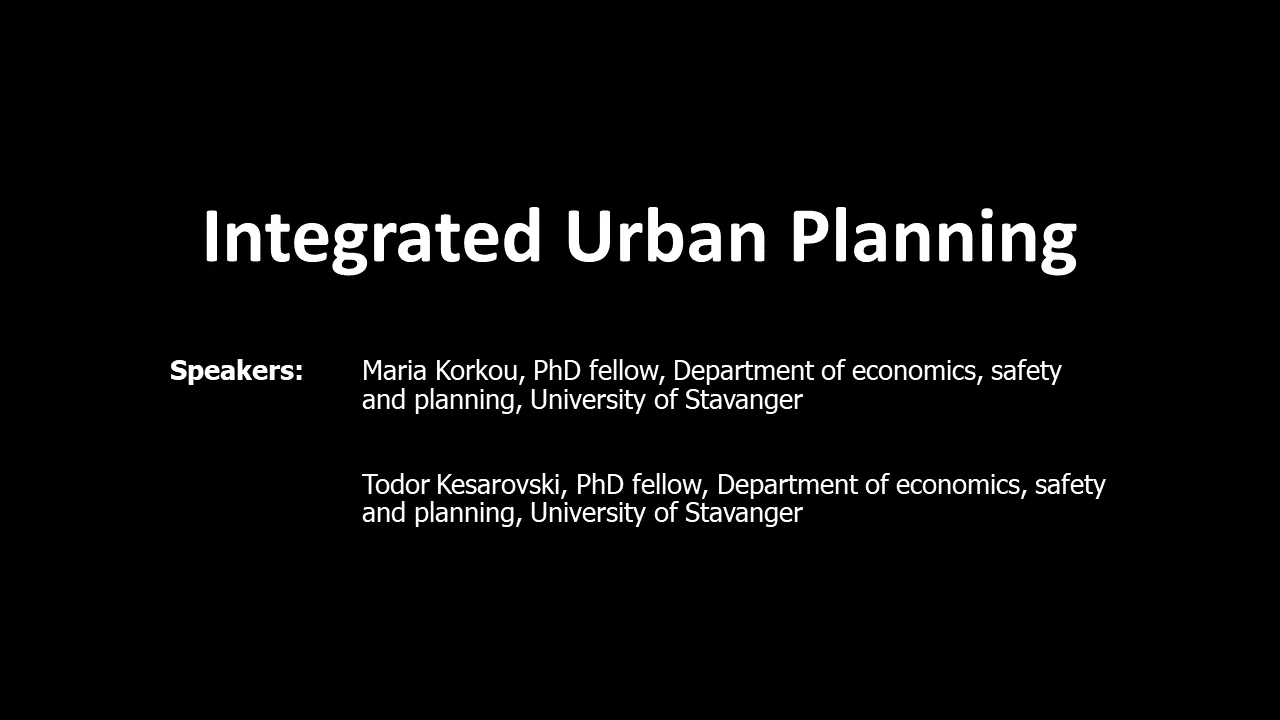 Integrated Urban Planning
Speakers: Maria Korkou, PhD fellow, Department of economics, safety
and planning, University of Stavanger
Todor Kesarovski, PhD fellow, Department of economics, safety
and planning, University of Stavanger